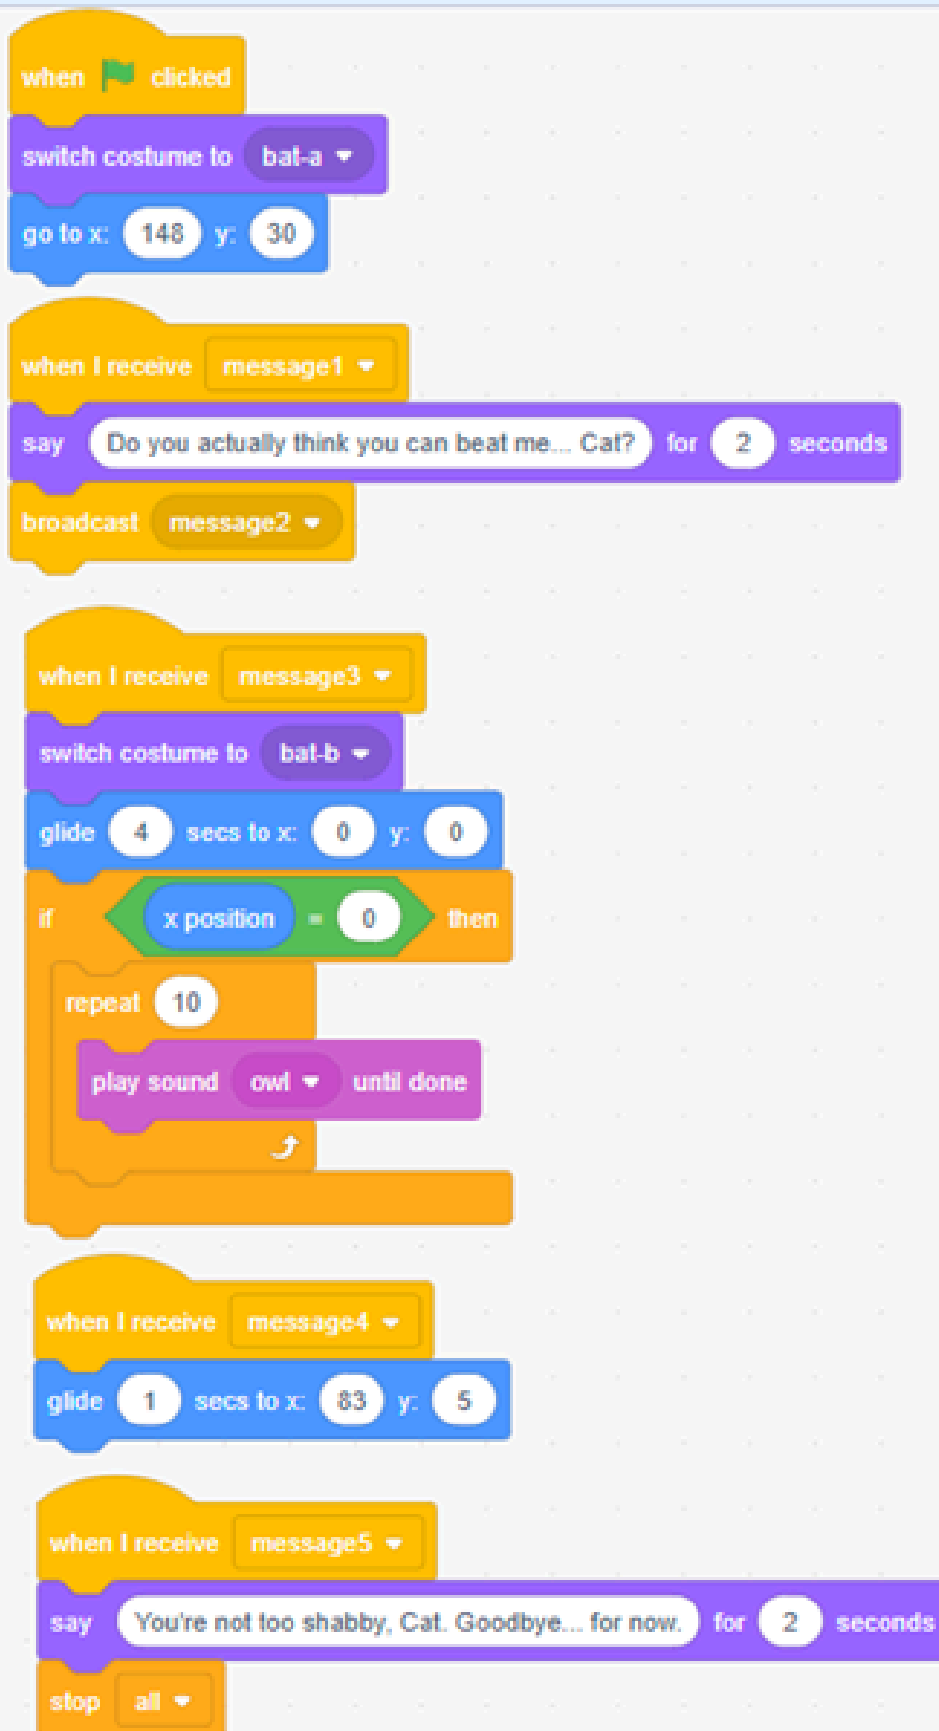 when clicked
switch costume to bat-a
go to x: 148 y: 30
when I receive message1
say Do you actually think you can beat me... Cat? for 2 seconds
broadcast message2
when I receive message3
switch costume to bat-b
glide 4 secs to x: 0 y: 0
if x position = 0 then
repeat 10
play sound owl until done
when I receive message4
glide 1 secs to x: 83 y: 5
when I receive message5
say You're not too shabby, Cat. Goodbye... for now. for 2 seconds
stop all